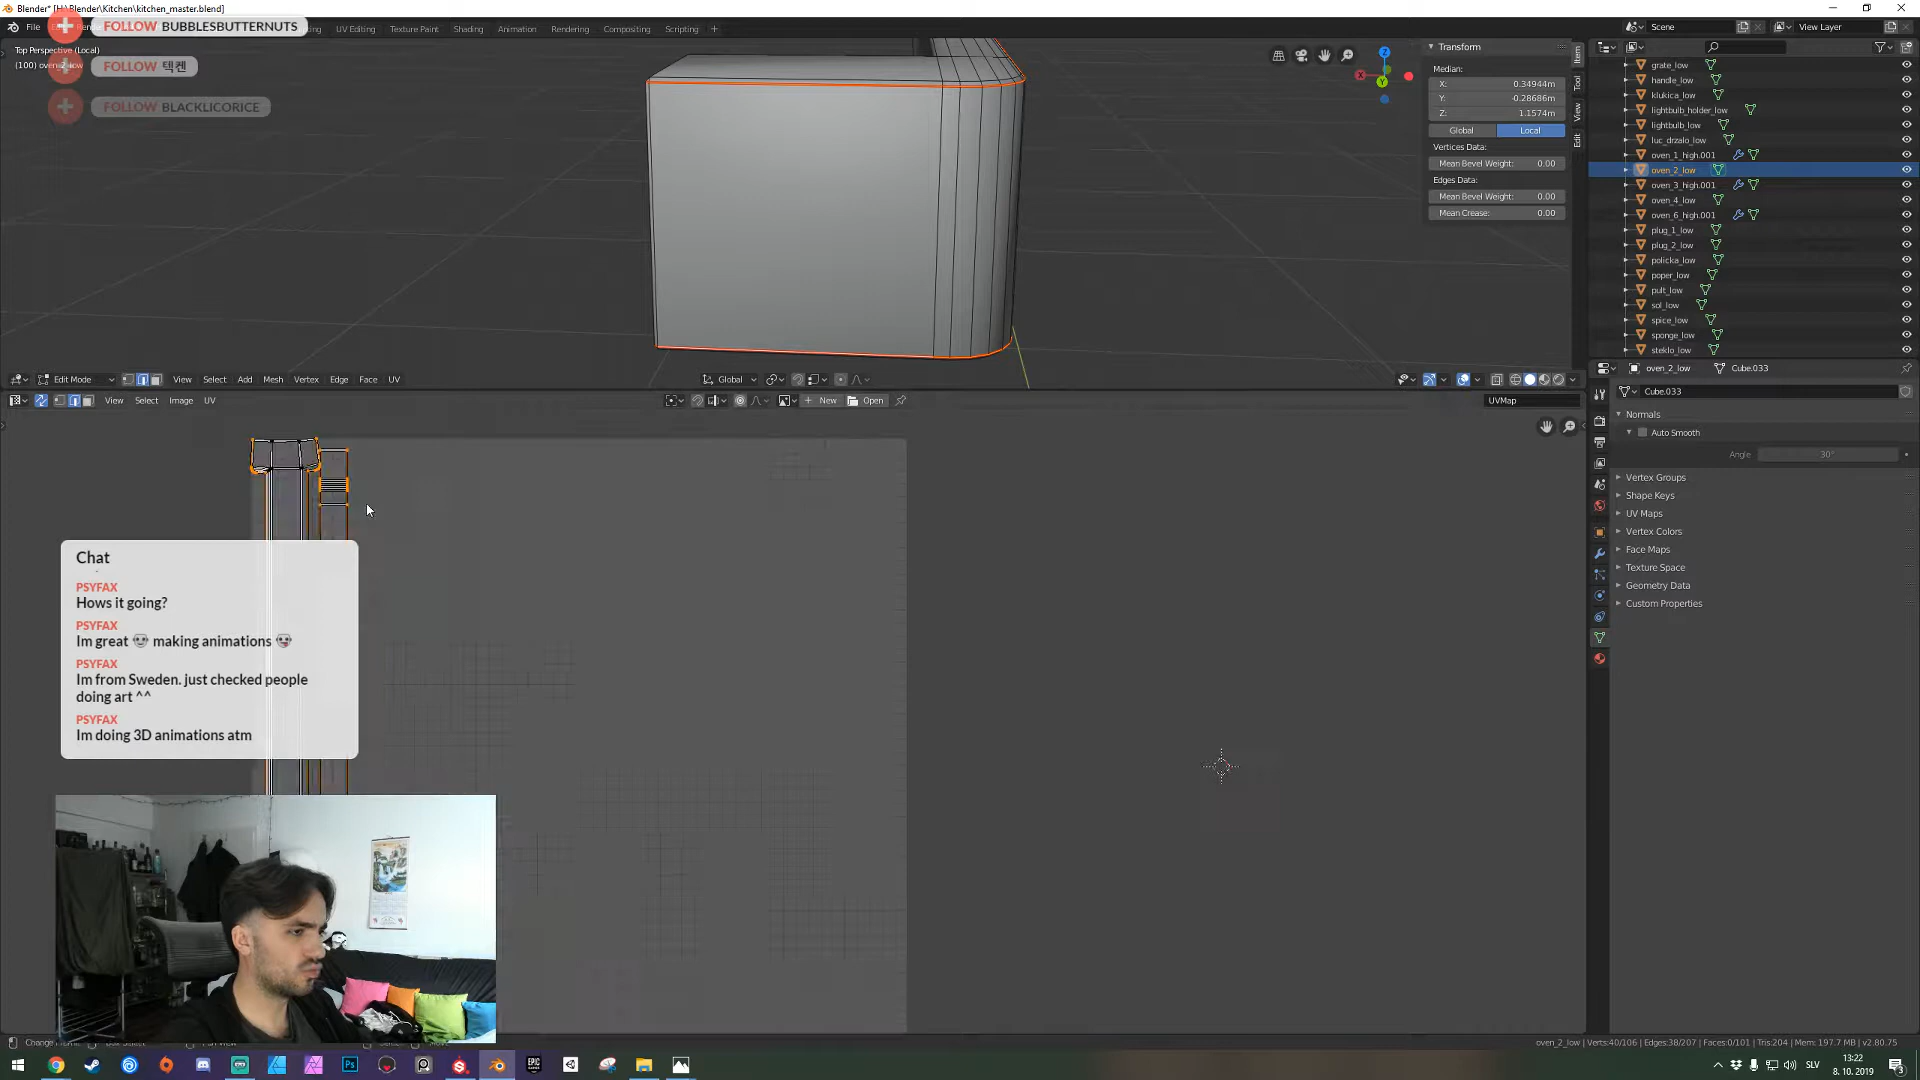 Blender* [H:\Blender\Kitchen\kitchen_master.blend]
FOLLOW BUBBLESBUTTERNUTS
FOLLOW 텍켄
FOLLOW BLACKLICORICE
File
UV Editing
Texture Paint
Shading
Animation
Rendering
Compositing
Scripting
Scene
View Layer
Top Perspective (Local)
(100) oven_2_low
Transform
Median:
X: 0.34944m
Y: -0.28686m
Z: 1.1574m
Global
Local
Vertices Data:
Mean Bevel Weight: 0.00
Edges Data:
Mean Bevel Weight: 0.00
Mean Crease: 0.00
Item
Tool
View
Edit
grate_low
handle_low
klukica_low
lightbulb_holder_low
lightbulb_low
luc_drzalo_low
oven_1_high.001
oven_2_low
oven_3_high.001
oven_4_low
oven_6_high.001
plug_1_low
plug_2_low
policka_low
poper_low
pult_low
sol_low
spice_low
sponge_low
steklo_low
Edit Mode
View
Select
Add
Mesh
Vertex
Edge
Face
UV
Global
View
Select
Image
UV
New
Open
UVMap
oven_2_low
Cube.033
Cube.033
Normals
Auto Smooth
Angle
30°
Vertex Groups
Shape Keys
UV Maps
Vertex Colors
Face Maps
Texture Space
Geometry Data
Custom Properties
Chat
PSYFAX
Hows it going?
PSYFAX
Im great making animations
PSYFAX
Im from Sweden. just checked people
doing art ^^
PSYFAX
Im doing 3D animations atm
oven_2_low | Verts:40/106 | Edges:38/207 | Faces:0/101 | Tris:204 | Mem: 197.7 MB | v2.80.75
SLV
13:22
8. 10. 2019